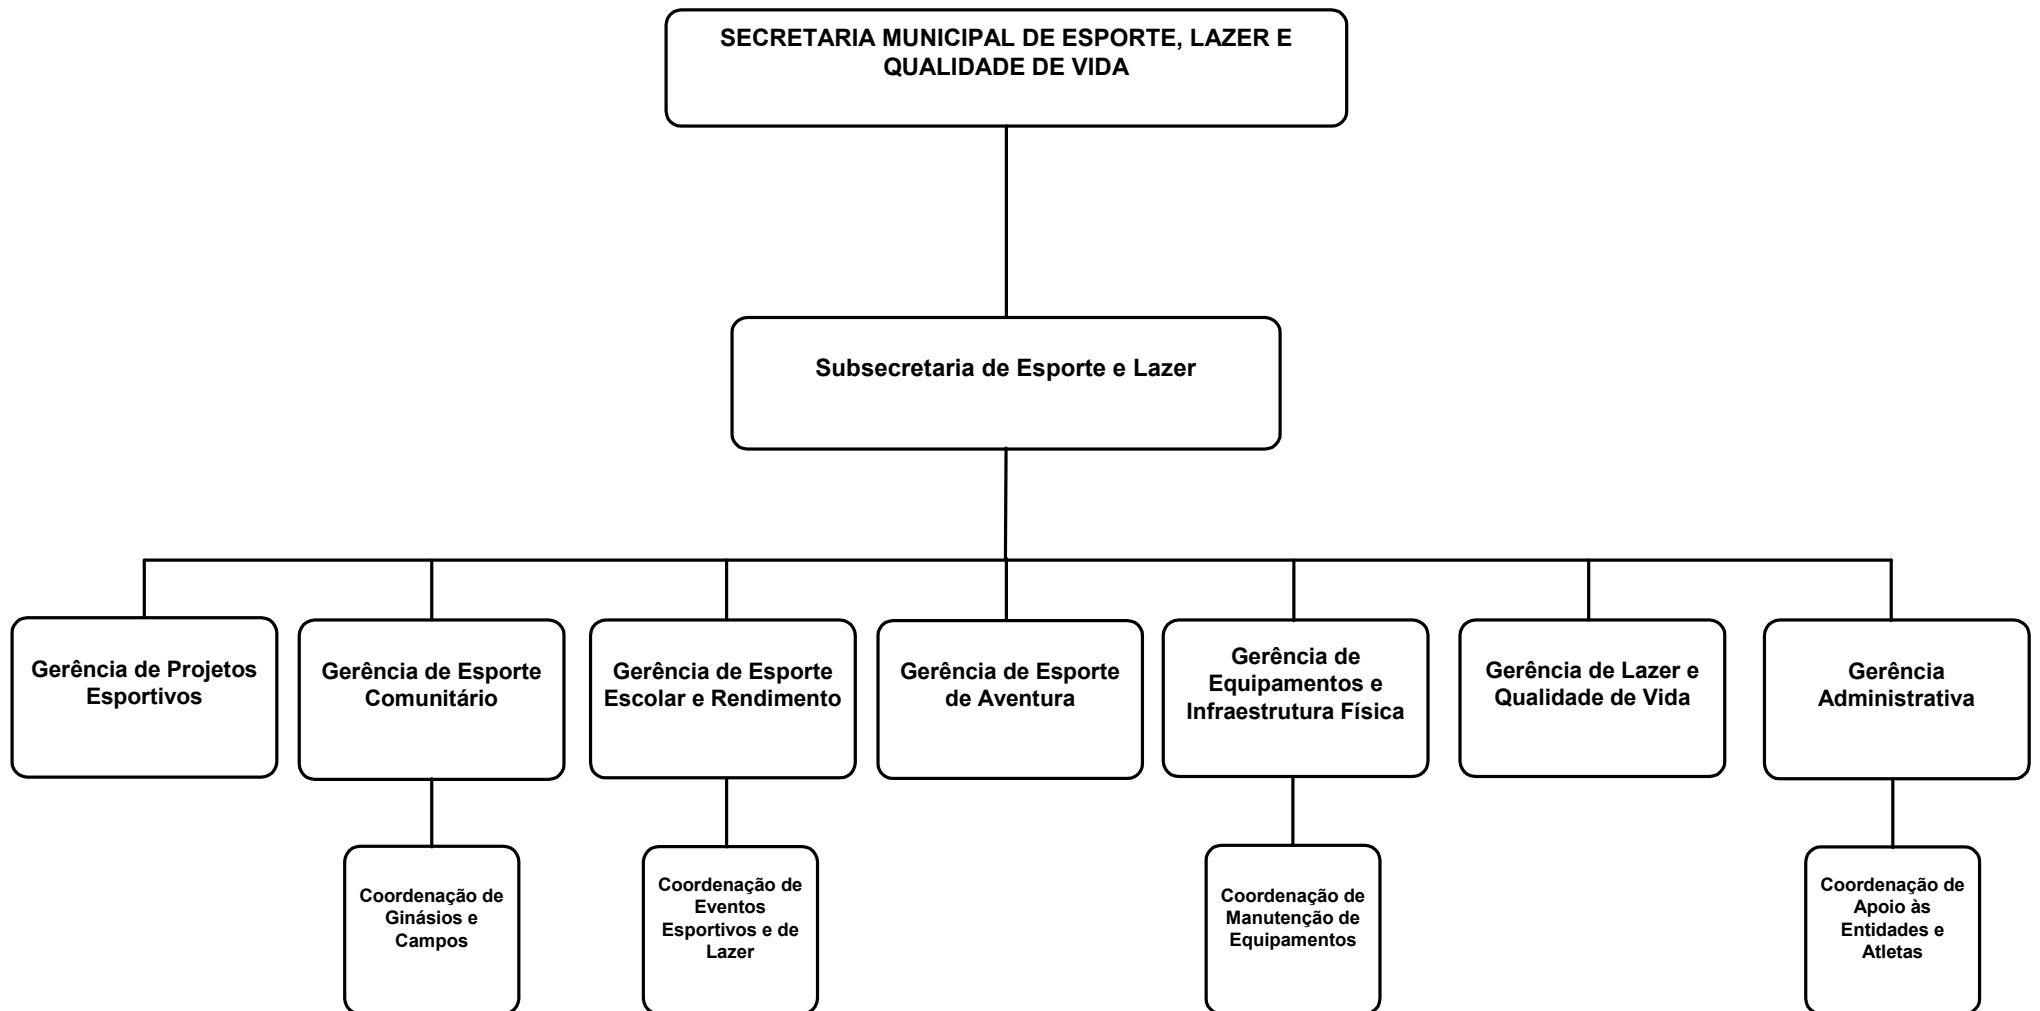 SECRETARIA MUNICIPAL DE ESPORTE, LAZER E
QUALIDADE DE VIDA
Subsecretaria de Esporte e Lazer
Gerência de Projetos
Esportivos
Gerência de Esporte
Comunitário
Gerência de Esporte
Escolar e Rendimento
Gerência de Esporte
de Aventura
Gerência de
Equipamentos e
Infraestrutura Física
Gerência de Lazer e
Qualidade de Vida
Gerência
Administrativa
Coordenação de
Ginásios e
Campos
Coordenação de
Eventos
Esportivos e de
Lazer
Coordenação de
Manutenção de
Equipamentos
Coordenação de
Apoio às
Entidades e
Atletas